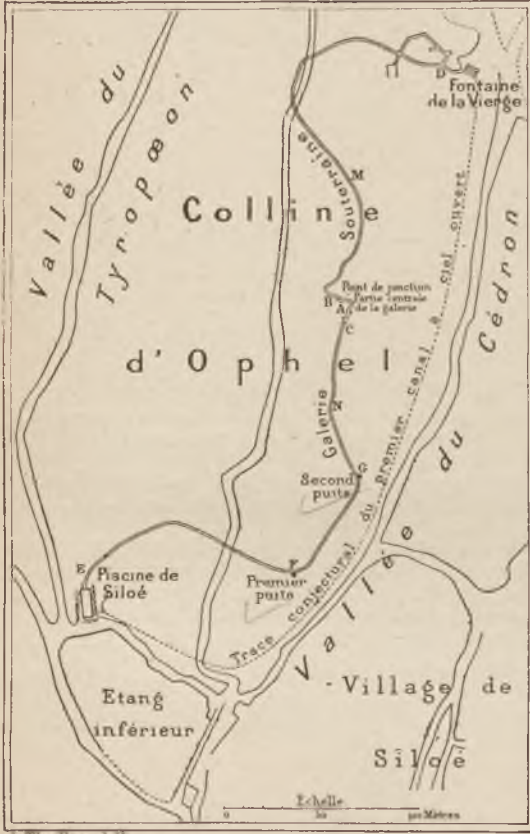 Vallée du
Tyropœon
Fontaine
de la Vierge
D
M
Colline
Souterraine
Point de jonction
Partie centrale
de la galerie
B
A
C
d'Ophel
Galerie
N
G
Second
puits
F
Premier
puits
E
Piscine de
Siloé
Tracé conjectural du premier canal à ciel ouvert
Vallée du Cédron
Etang
inférieur
Village de
Siloé
Echelle
0
50
Mètres